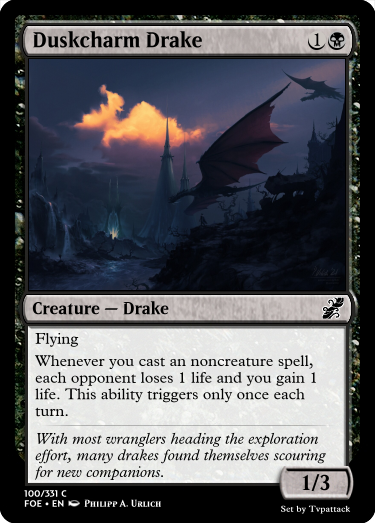 Duskcharm Drake 1
Creature — Drake
Flying
Whenever you cast an noncreature spell,
each opponent loses 1 life and you gain 1
life. This ability triggers only once each
turn.
With most wranglers heading the exploration
effort, many drakes found themselves scouring
for new companions.
1/3
100/331 C
FOE • EN Philipp A. Urlich
Set by Tvpattack